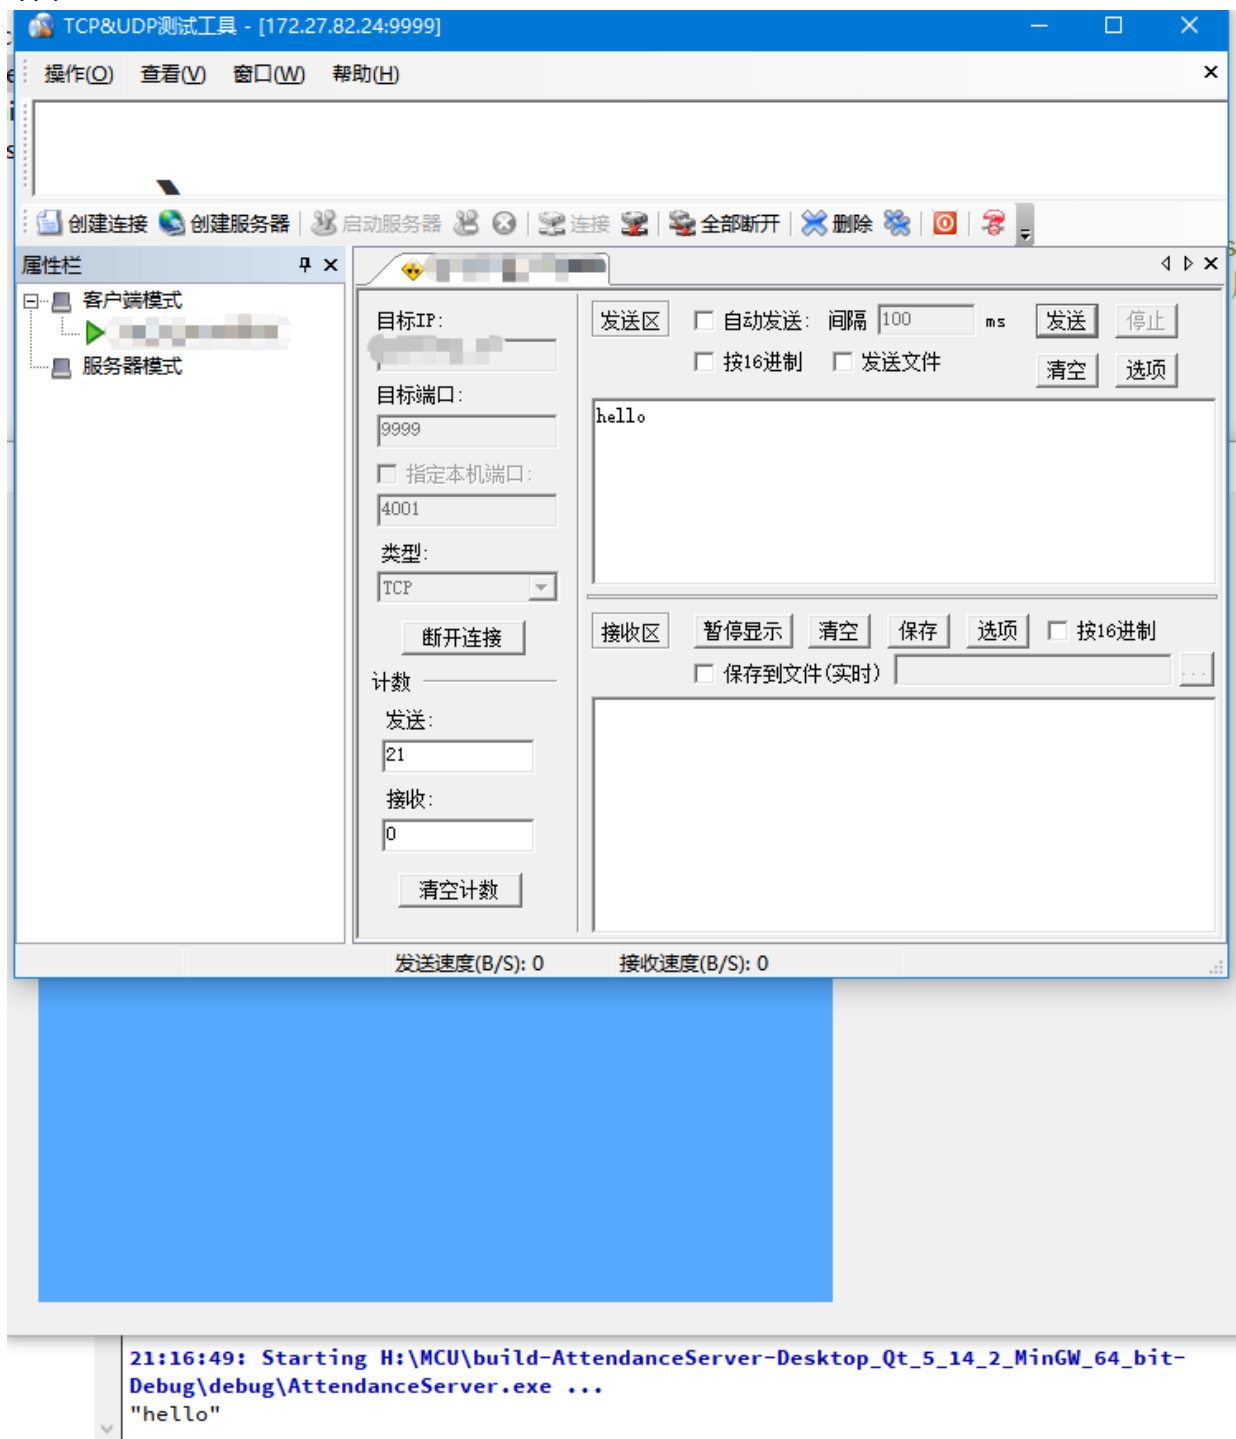 TCP&UDP测试工具 - [172.27.82.24:9999]
操作(O) 查看(V) 窗口(W) 帮助(H)
创建连接 创建服务器 启动服务器 连接 全部断开 删除
属性栏
客户端模式
服务器模式
目标IP:
目标端口:
9999
指定本机端口:
4001
类型:
TCP
断开连接
计数
发送:
21
接收:
0
清空计数
发送区 自动发送: 间隔 100 ms 发送 停止
按16进制 发送文件 清空 选项
hello
接收区 暂停显示 清空 保存 选项 按16进制
保存到文件(实时) ...
发送速度(B/S): 0 接收速度(B/S): 0
21:16:49: Starting H:\MCU\build-AttendanceServer-Desktop_Qt_5_14_2_MinGW_64_bit-
Debug\debug\AttendanceServer.exe ...
"hello"